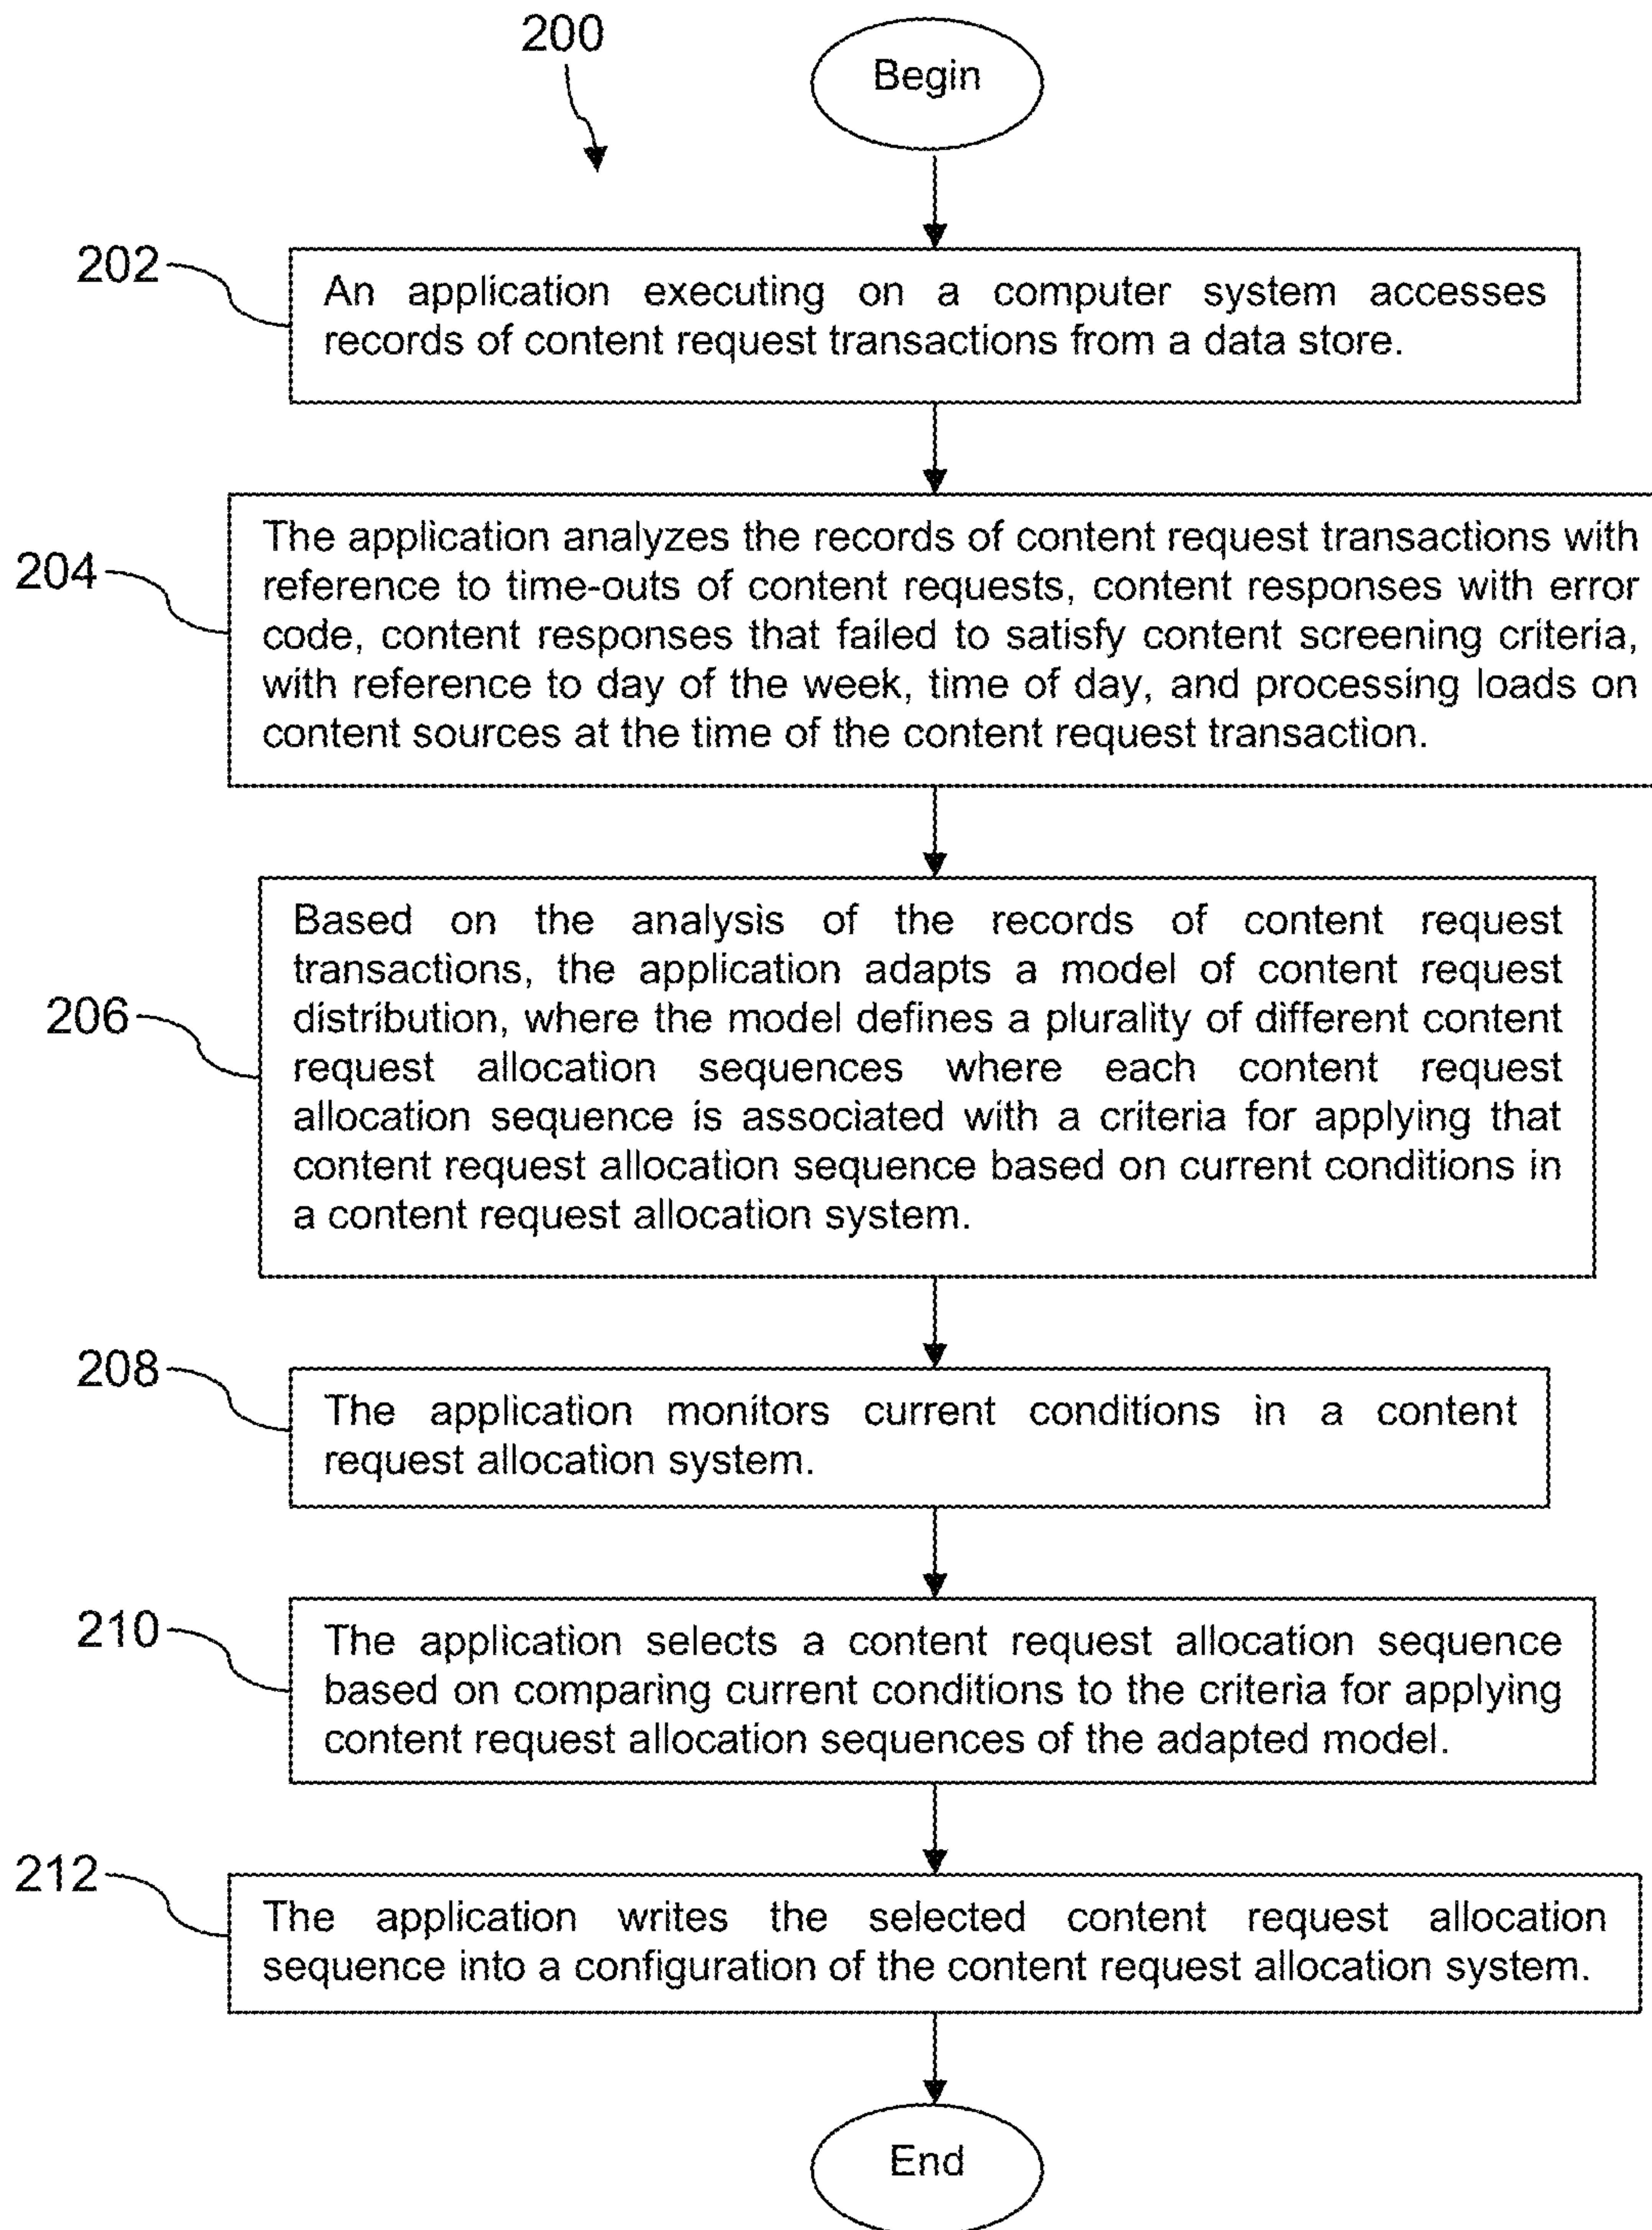 200
Begin
202
An application executing on a computer system accesses
records of content request transactions from a data store.
204
The application analyzes the records of content request transactions with
reference to time-outs of content requests, content responses with error
code, content responses that failed to satisfy content screening criteria,
with reference to day of the week, time of day, and processing loads on
content sources at the time of the content request transaction.
206
Based on the analysis of the records of content request
transactions, the application adapts a model of content request
distribution, where the model defines a plurality of different content
request allocation sequences where each content request
allocation sequence is associated with a criteria for applying that
content request allocation sequence based on current conditions in
a content request allocation system.
208
The application monitors current conditions in a content
request allocation system.
210
The application selects a content request allocation sequence
based on comparing current conditions to the criteria for applying
content request allocation sequences of the adapted model.
212
The application writes the selected content request allocation
sequence into a configuration of the content request allocation system.
End